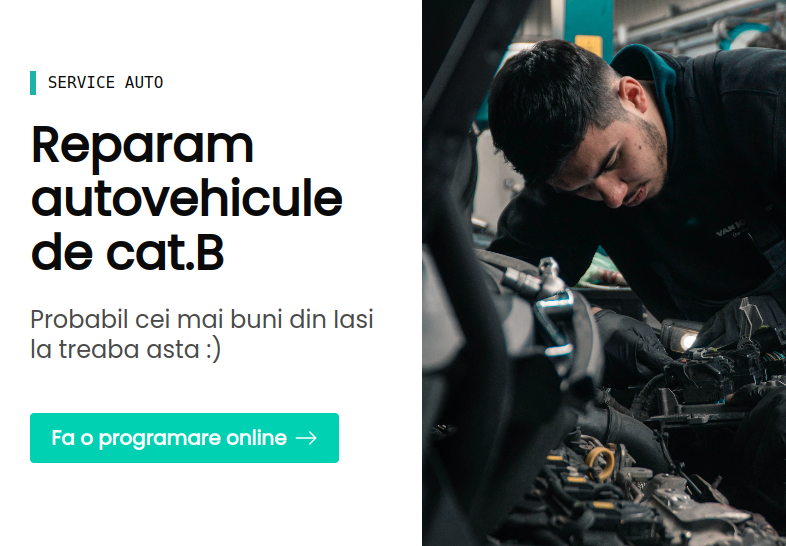 SERVICE AUTO
Reparam
autovehicule
de cat.B
Probabil cei mai buni din Iasi
la treaba asta :)
Fa o programare online →